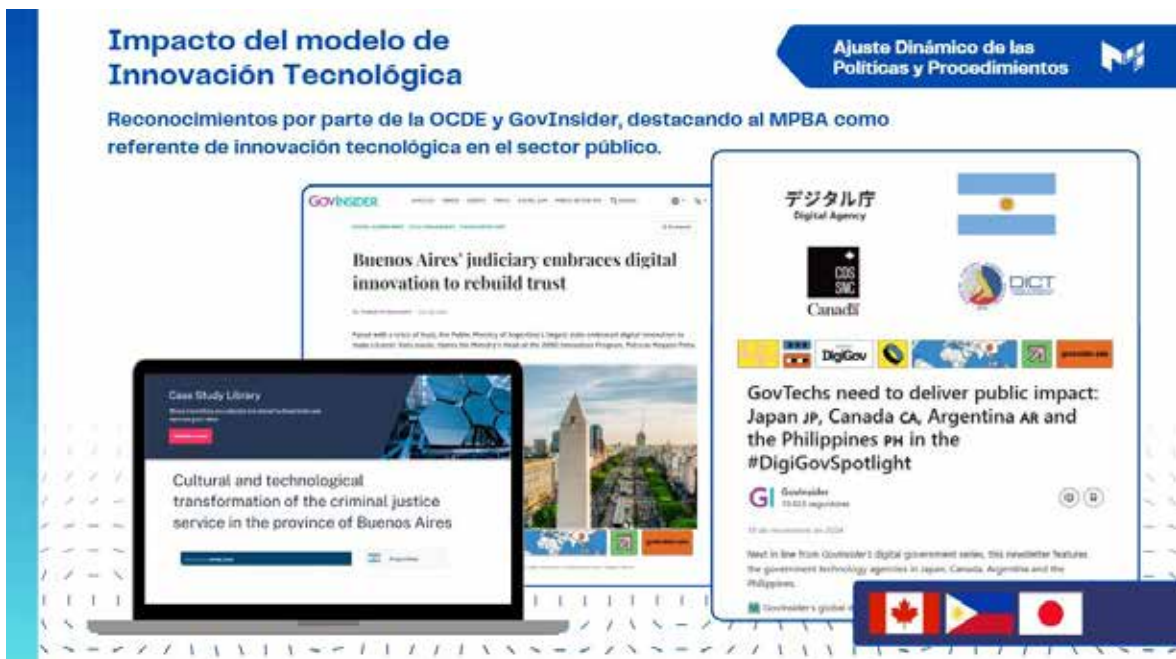 Impacto del modelo de
Innovación Tecnológica
Ajuste Dinámico de las
Políticas y Procedimientos
Reconocimientos por parte de la OCDE y GovInsider, destacando al MPBA como
referente de innovación tecnológica en el sector público.
GOVINSIDER
Buenos Aires' judiciary embraces digital
innovation to rebuild trust
Case Study Library
Cultural and technological
transformation of the criminal justice
service in the province of Buenos Aires
デジタル庁
Digital Agency
CDS
SNC
Canada
DICT
DigiGov
GovTechs need to deliver public impact:
Japan JP, Canada CA, Argentina AR and
the Philippines PH in the
#DigiGovSpotlight
GI
GovInsider
Next in line from GovInsider's digital government series, this newsletter features
the government technology agencies in Japan, Canada, Argentina and the
Philippines.
GovInsider's global